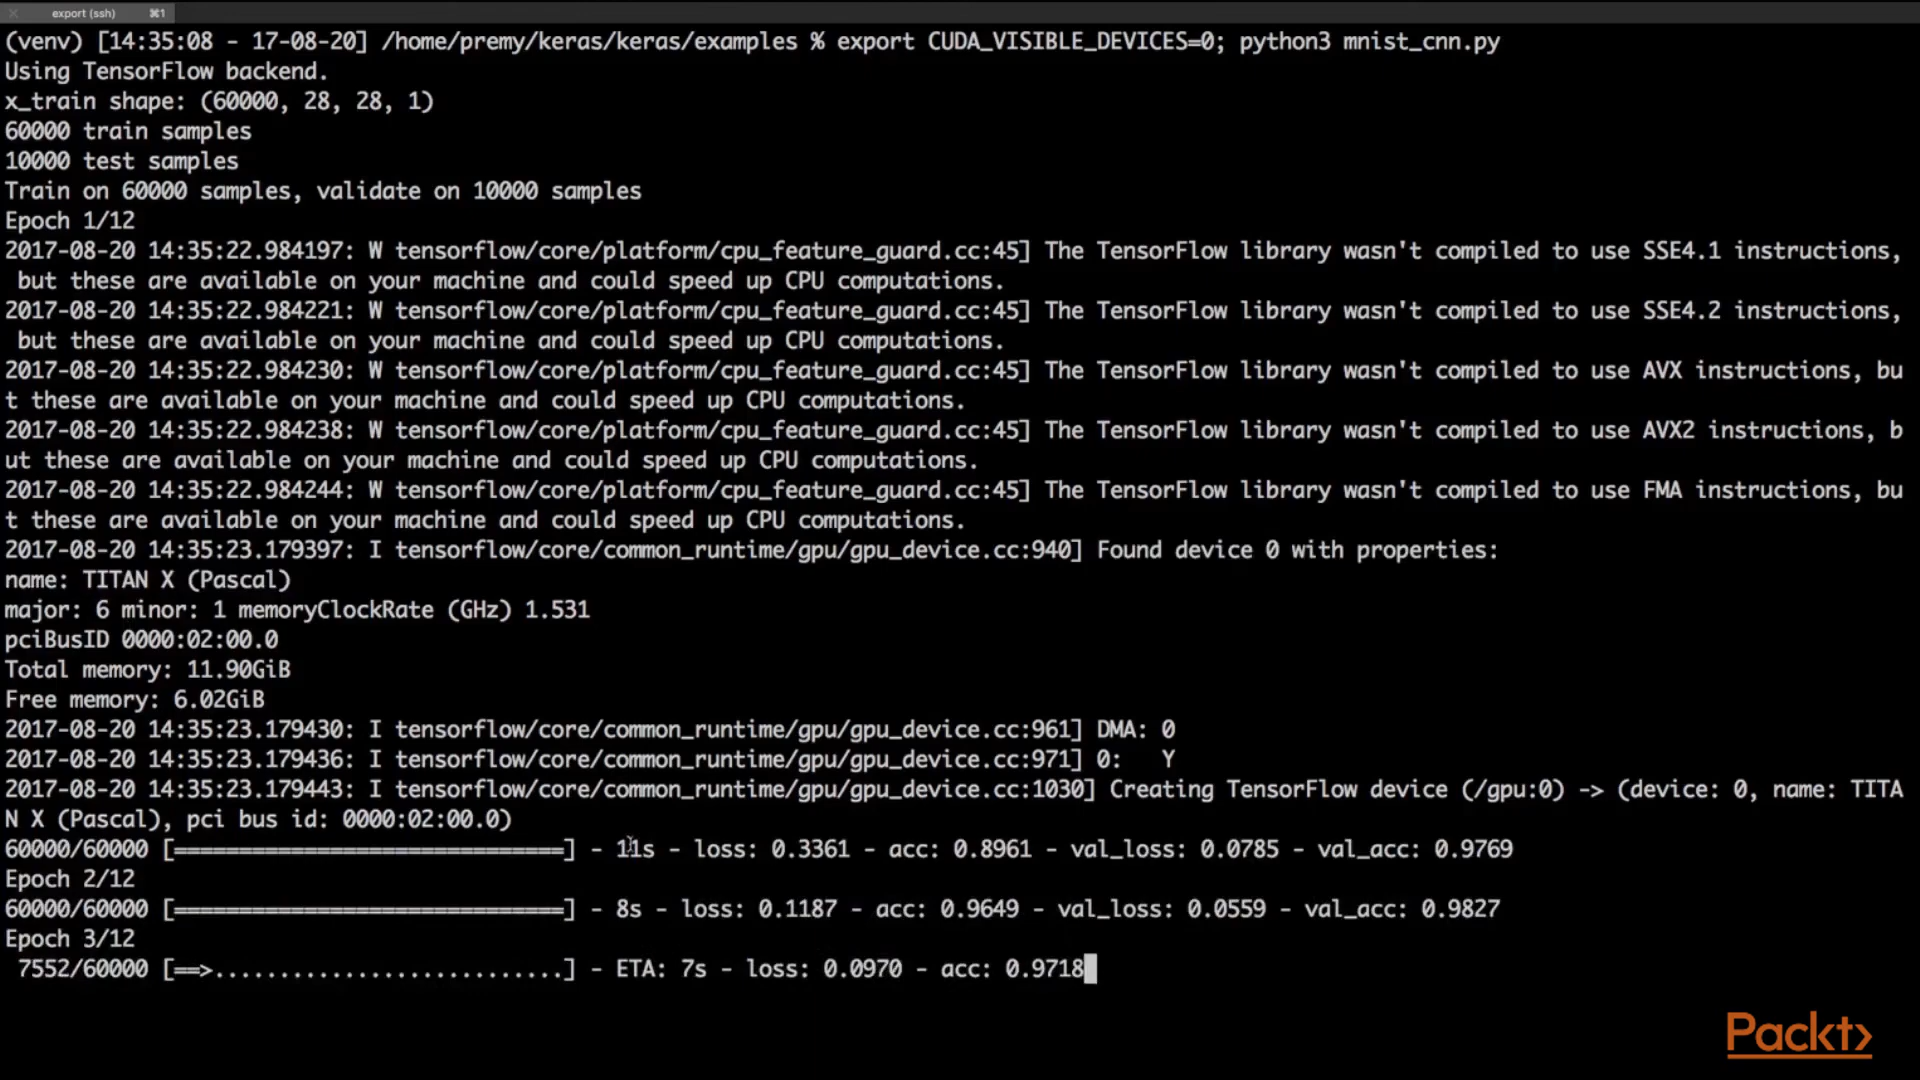 export (ssh) ⌘1
(venv) [14:35:08 - 17-08-20] /home/premy/keras/keras/examples % export CUDA_VISIBLE_DEVICES=0; python3 mnist_cnn.py
Using TensorFlow backend.
x_train shape: (60000, 28, 28, 1)
60000 train samples
10000 test samples
Train on 60000 samples, validate on 10000 samples
Epoch 1/12
2017-08-20 14:35:22.984197: W tensorflow/core/platform/cpu_feature_guard.cc:45] The TensorFlow library wasn't compiled to use SSE4.1 instructions,
but these are available on your machine and could speed up CPU computations.
2017-08-20 14:35:22.984221: W tensorflow/core/platform/cpu_feature_guard.cc:45] The TensorFlow library wasn't compiled to use SSE4.2 instructions,
but these are available on your machine and could speed up CPU computations.
2017-08-20 14:35:22.984230: W tensorflow/core/platform/cpu_feature_guard.cc:45] The TensorFlow library wasn't compiled to use AVX instructions, bu
t these are available on your machine and could speed up CPU computations.
2017-08-20 14:35:22.984238: W tensorflow/core/platform/cpu_feature_guard.cc:45] The TensorFlow library wasn't compiled to use AVX2 instructions, b
ut these are available on your machine and could speed up CPU computations.
2017-08-20 14:35:22.984244: W tensorflow/core/platform/cpu_feature_guard.cc:45] The TensorFlow library wasn't compiled to use FMA instructions, bu
t these are available on your machine and could speed up CPU computations.
2017-08-20 14:35:23.179397: I tensorflow/core/common_runtime/gpu/gpu_device.cc:940] Found device 0 with properties:
name: TITAN X (Pascal)
major: 6 minor: 1 memoryClockRate (GHz) 1.531
pciBusID 0000:02:00.0
Total memory: 11.90GiB
Free memory: 6.02GiB
2017-08-20 14:35:23.179430: I tensorflow/core/common_runtime/gpu/gpu_device.cc:961] DMA: 0
2017-08-20 14:35:23.179436: I tensorflow/core/common_runtime/gpu/gpu_device.cc:971] 0:   Y
2017-08-20 14:35:23.179443: I tensorflow/core/common_runtime/gpu/gpu_device.cc:1030] Creating TensorFlow device (/gpu:0) -> (device: 0, name: TITA
N X (Pascal), pci bus id: 0000:02:00.0)
60000/60000 [==============================] - 11s - loss: 0.3361 - acc: 0.8961 - val_loss: 0.0785 - val_acc: 0.9769
Epoch 2/12
60000/60000 [==============================] - 8s - loss: 0.1187 - acc: 0.9649 - val_loss: 0.0559 - val_acc: 0.9827
Epoch 3/12
7552/60000 [==>...........................] - ETA: 7s - loss: 0.0970 - acc: 0.9718
Packt>